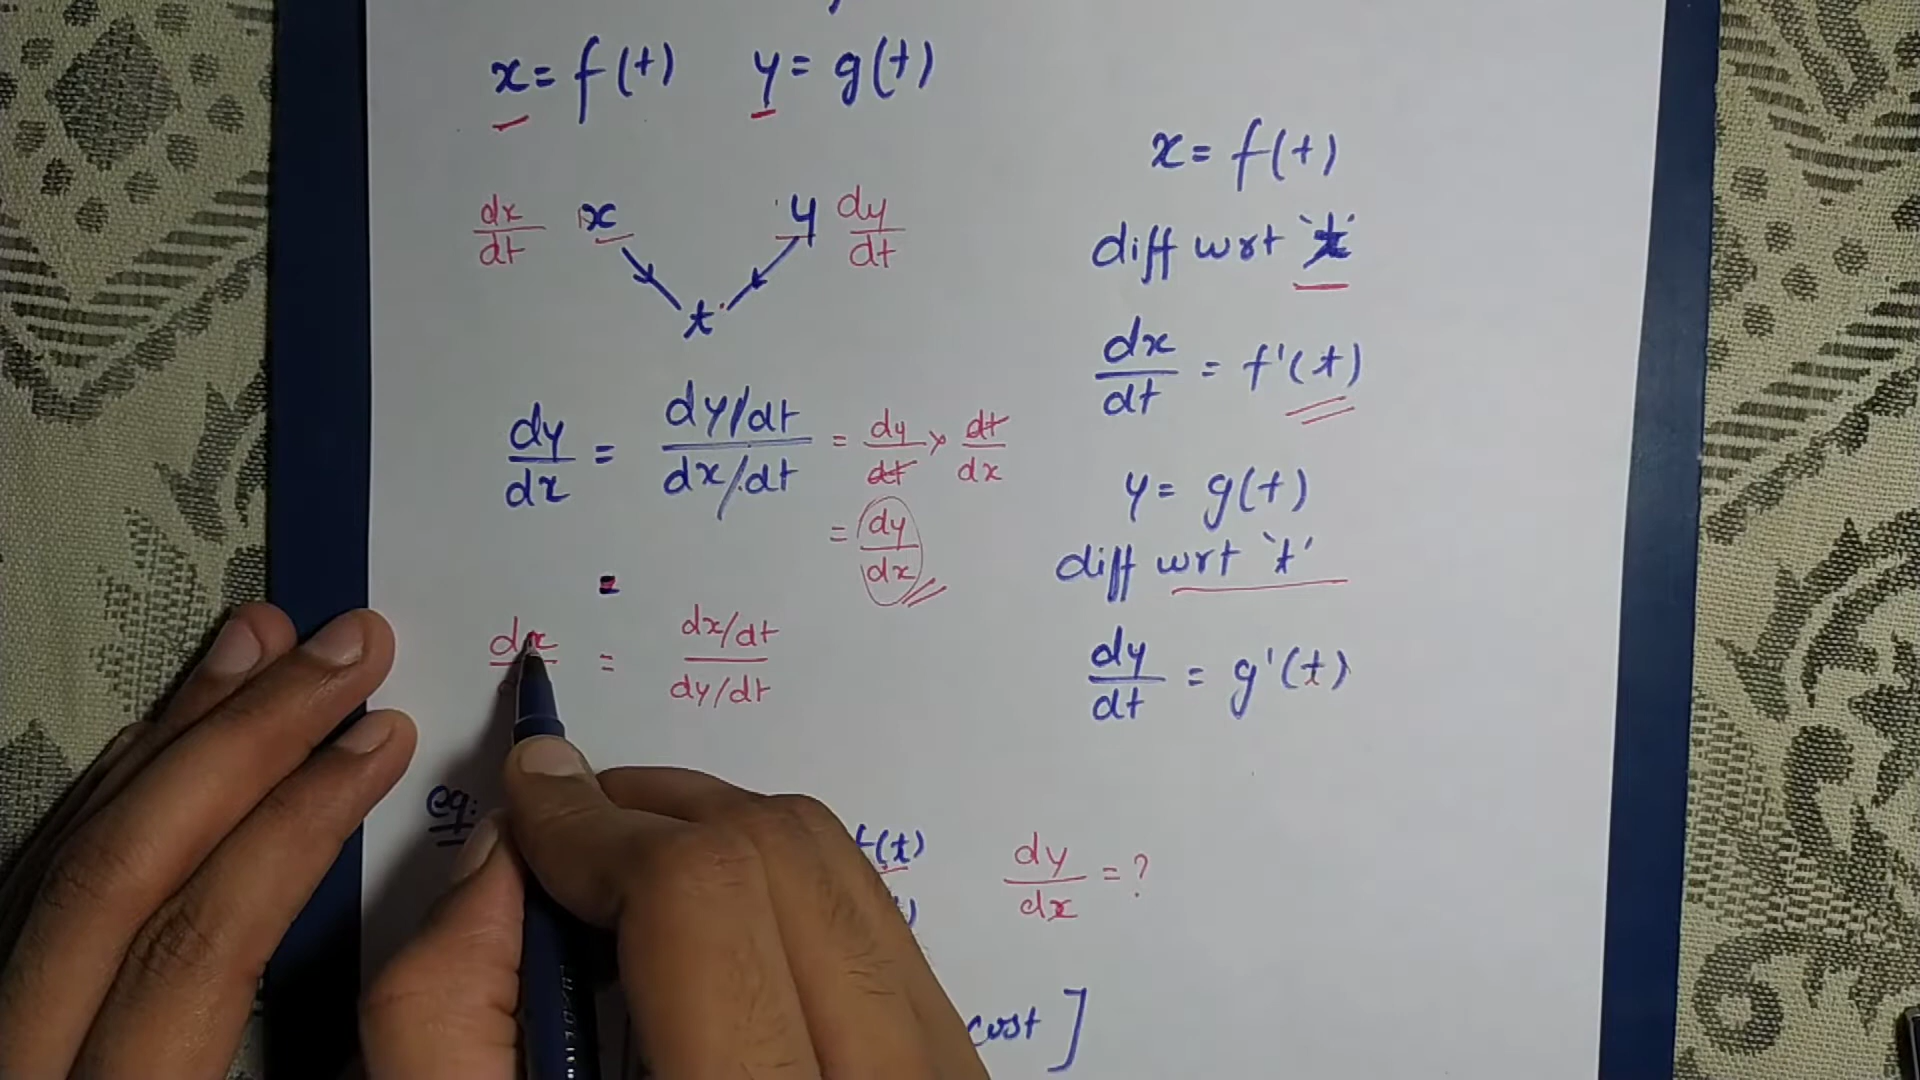 x = f(t) y = g(t)
dx/dt x y dy/dt
t
dy/dx = (dy/dt)/(dx/dt) = dy/dt × dt/dx
= dy/dx
=
dx = (dx/dt)/(dy/dt)
x = f(t)
diff wrt 't'
dx/dt = f'(t)
y = g(t)
diff wrt 't'
dy/dt = g'(t)
eg:
f(t) dy/dx = ?
cost ]